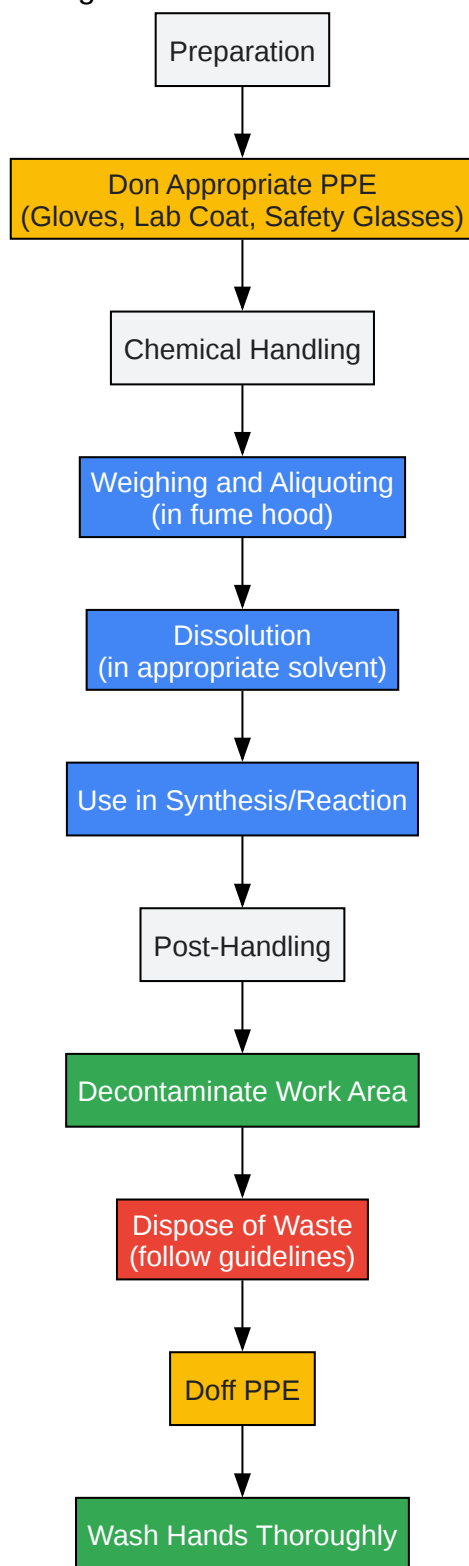 Preparation
Don Appropriate PPE
(Gloves, Lab Coat, Safety Glasses)
Chemical Handling
Weighing and Aliquoting
(in fume hood)
Dissolution
(in appropriate solvent)
Use in Synthesis/Reaction
Post-Handling
Decontaminate Work Area
Dispose of Waste
(follow guidelines)
Doff PPE
Wash Hands Thoroughly